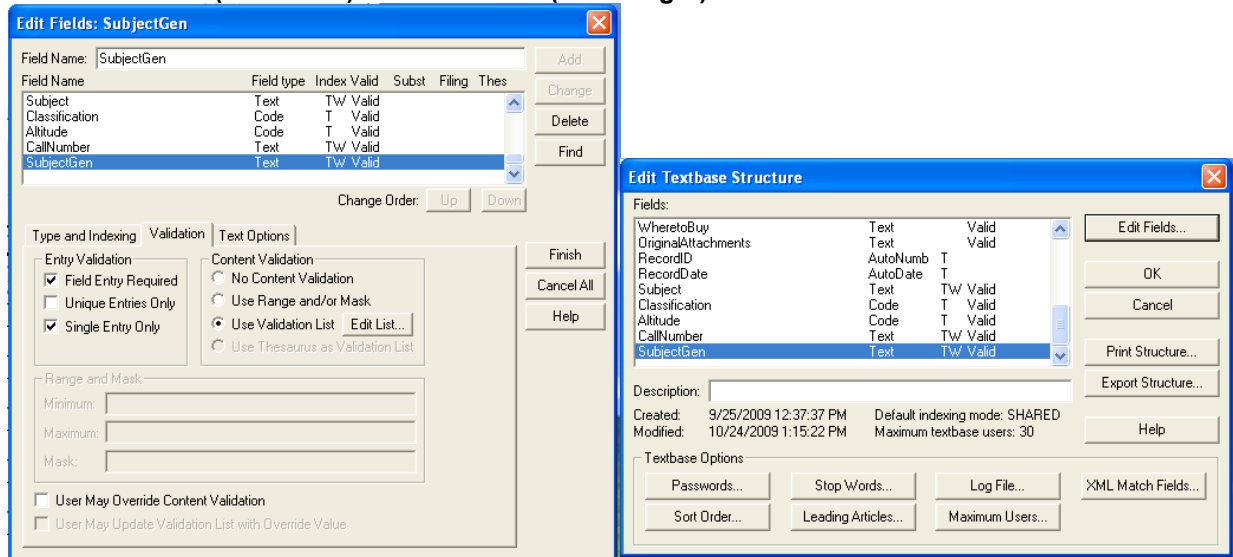 Edit Fields: SubjectGen
Field Name: SubjectGen
Add
Field Name Field type Index Valid Subst Filing Thes
Change
Subject Text TW Valid
Classification Code T Valid
Altitude Code T Valid
CallNumber Text TW Valid
SubjectGen Text TW Valid
Delete
Find
Change Order: Up Down
Type and Indexing Validation Text Options
Entry Validation
Field Entry Required
Unique Entries Only
Single Entry Only
Content Validation
No Content Validation
Use Range and/or Mask
Use Validation List Edit List...
Use Thesaurus as Validation List
Finish
Cancel All
Help
Range and Mask
Minimum:
Maximum:
Mask:
User May Override Content Validation
User May Update Validation List with Override Value
Edit Textbase Structure
Fields:
WheretoBuy Text Valid
OriginalAttachments Text Valid
RecordID AutoNumb T
RecordDate AutoDate T
Subject Text TW Valid
Classification Code T Valid
Altitude Code T Valid
CallNumber Text TW Valid
SubjectGen Text TW Valid
Edit Fields...
OK
Cancel
Print Structure...
Export Structure...
Help
Description:
Created: 9/25/2009 12:37:37 PM Default indexing mode: SHARED
Modified: 10/24/2009 1:15:22 PM Maximum textbase users: 30
Textbase Options
Passwords... Stop Words... Log File... XML Match Fields...
Sort Order... Leading Articles... Maximum Users...